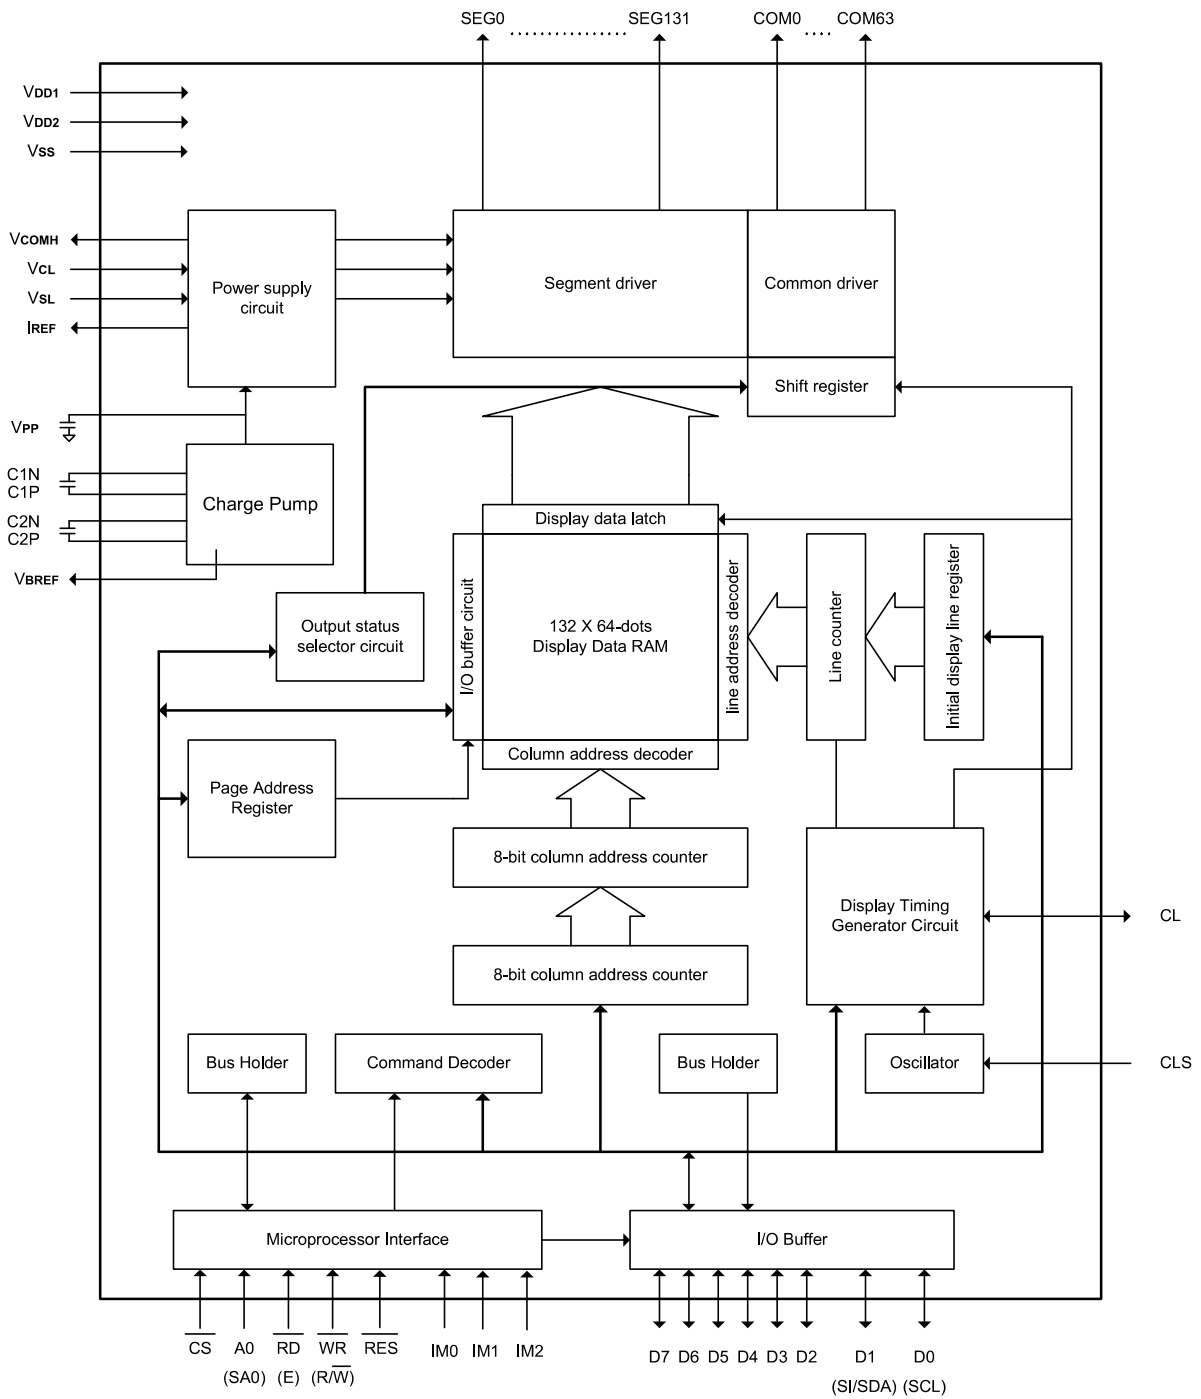 SEG0 ................... SEG131 COM0 ..... COM63
VDD1
VDD2
VSS
VCOMH
VCL
VSL
IREF
Power supply
circuit
Segment driver
Common driver
Shift register
VPP
C1N
C1P
C2N
C2P
VBREF
Charge Pump
Display data latch
Output status
selector circuit
I/O buffer circuit
132 X 64-dots
Display Data RAM
line address decoder
Line counter
Initial display line register
Column address decoder
Page Address
Register
8-bit column address counter
8-bit column address counter
Display Timing
Generator Circuit
CL
Bus Holder
Command Decoder
Bus Holder
Oscillator
CLS
Microprocessor Interface
I/O Buffer
C̅S̅ A0 R̅D̅ W̅R̅ R̅E̅S̅ IM0 IM1 IM2 D7 D6 D5 D4 D3 D2 D1 D0
(SA0) (E) (R/W̅) (SI/SDA) (SCL)